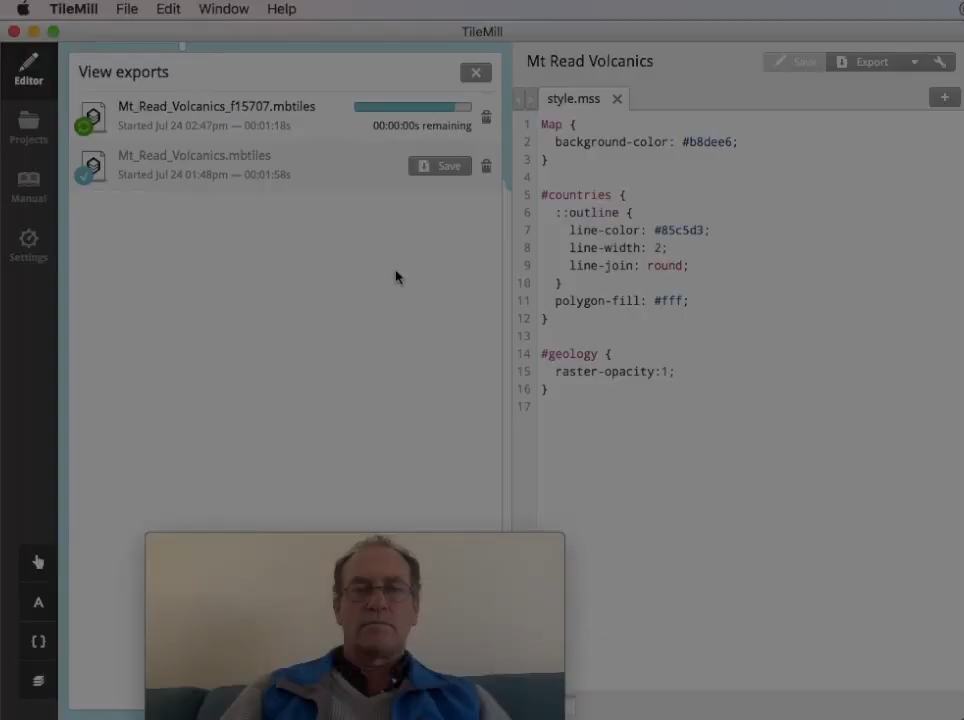 TileMill File Edit Window Help
TileMill
Editor
Projects
Manual
Settings
A
{ }
View exports
Mt_Read_Volcanics_f15707.mbtiles
Started Jul 24 02:47pm — 00:01:18s
00:00:00s remaining
Mt_Read_Volcanics.mbtiles
Started Jul 24 01:48pm — 00:01:58s
Save
Mt Read Volcanics
Save Export
style.mss
1 Map {
2 background-color: #b8dee6;
3 }
4
5 #countries {
6 ::outline {
7 line-color: #85c5d3;
8 line-width: 2;
9 line-join: round;
10 }
11 polygon-fill: #fff;
12 }
13
14 #geology {
15 raster-opacity:1;
16 }
17